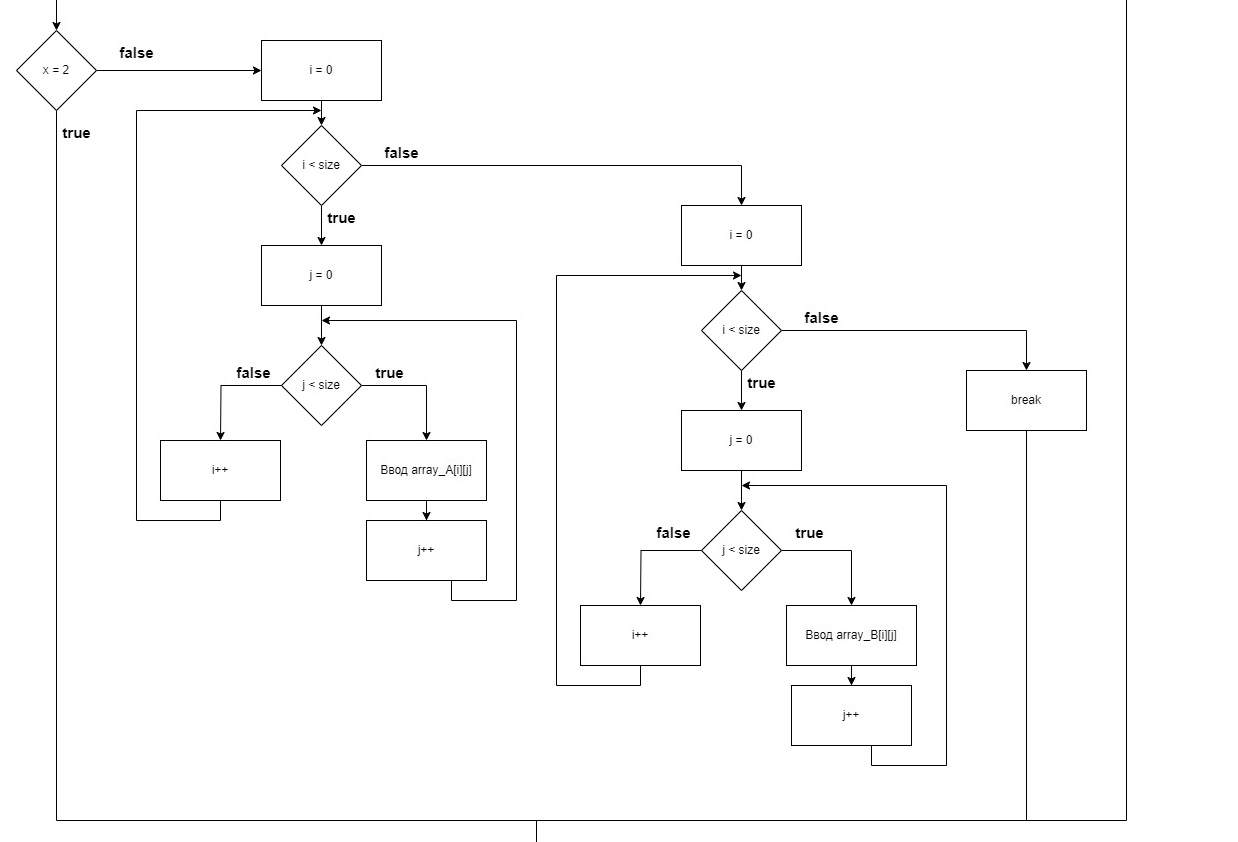 false
x = 2
i = 0
true
i < size
false
true
i = 0
j = 0
i < size
false
false
j < size
true
true
break
j = 0
i++
Ввод array_A[i][j]
false
j < size
true
j++
i++
Ввод array_B[i][j]
j++